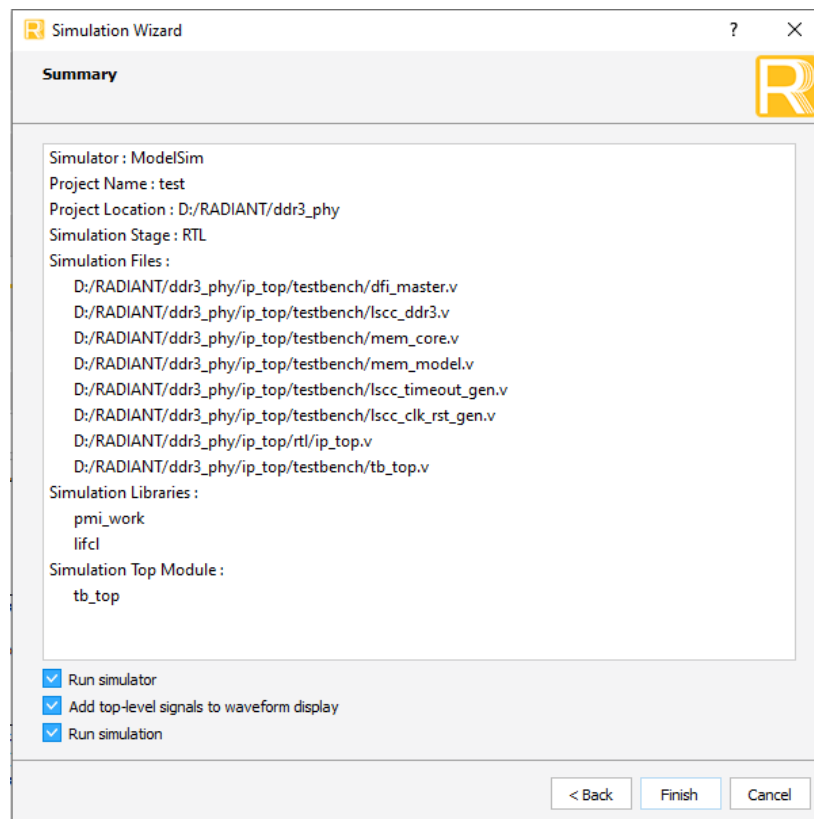 Simulation Wizard
?
Summary
Simulator : ModelSim
Project Name : test
Project Location : D:/RADIANT/ddr3_phy
Simulation Stage : RTL
Simulation Files :
D:/RADIANT/ddr3_phy/ip_top/testbench/dfi_master.v
D:/RADIANT/ddr3_phy/ip_top/testbench/lscc_ddr3.v
D:/RADIANT/ddr3_phy/ip_top/testbench/mem_core.v
D:/RADIANT/ddr3_phy/ip_top/testbench/mem_model.v
D:/RADIANT/ddr3_phy/ip_top/testbench/lscc_timeout_gen.v
D:/RADIANT/ddr3_phy/ip_top/testbench/lscc_clk_rst_gen.v
D:/RADIANT/ddr3_phy/ip_top/rtl/ip_top.v
D:/RADIANT/ddr3_phy/ip_top/testbench/tb_top.v
Simulation Libraries :
pmi_work
lifcl
Simulation Top Module :
tb_top
Run simulator
Add top-level signals to waveform display
Run simulation
< Back Finish Cancel